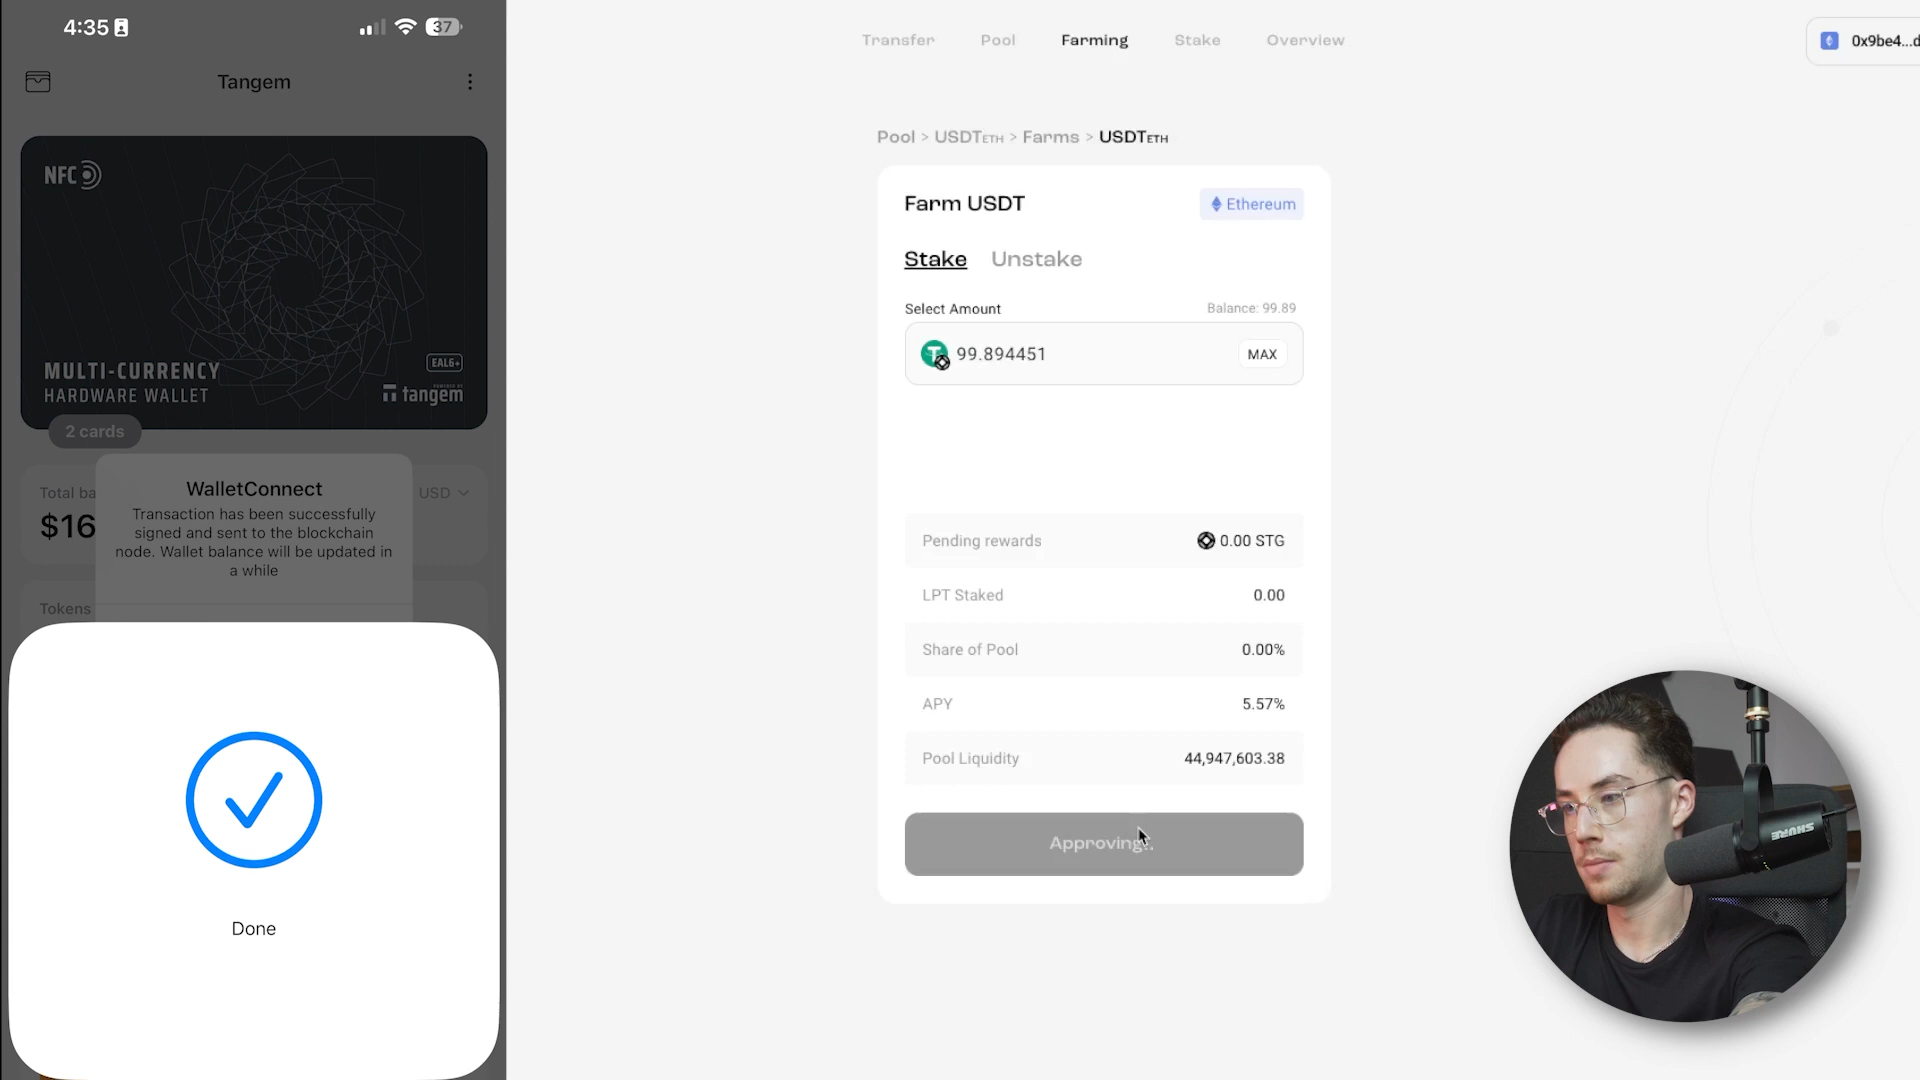 4:35
37
Tangem
NFC
MULTI-CURRENCY
HARDWARE WALLET
EAL6+
POWERED BY
tangem
2 cards
Total ba
USD
$16
WalletConnect
Transaction has been successfully
signed and sent to the blockchain
node. Wallet balance will be updated in
a while
Tokens
Done
Transfer
Pool
Farming
Stake
Overview
0x9be4...d
Pool > USDTETH > Farms > USDTETH
Farm USDT
Ethereum
Stake
Unstake
Select Amount
Balance: 99.89
99.894451
MAX
Pending rewards
0.00 STG
LPT Staked
0.00
Share of Pool
0.00%
APY
5.57%
Pool Liquidity
44,947,603.38
Approving...
SHURE